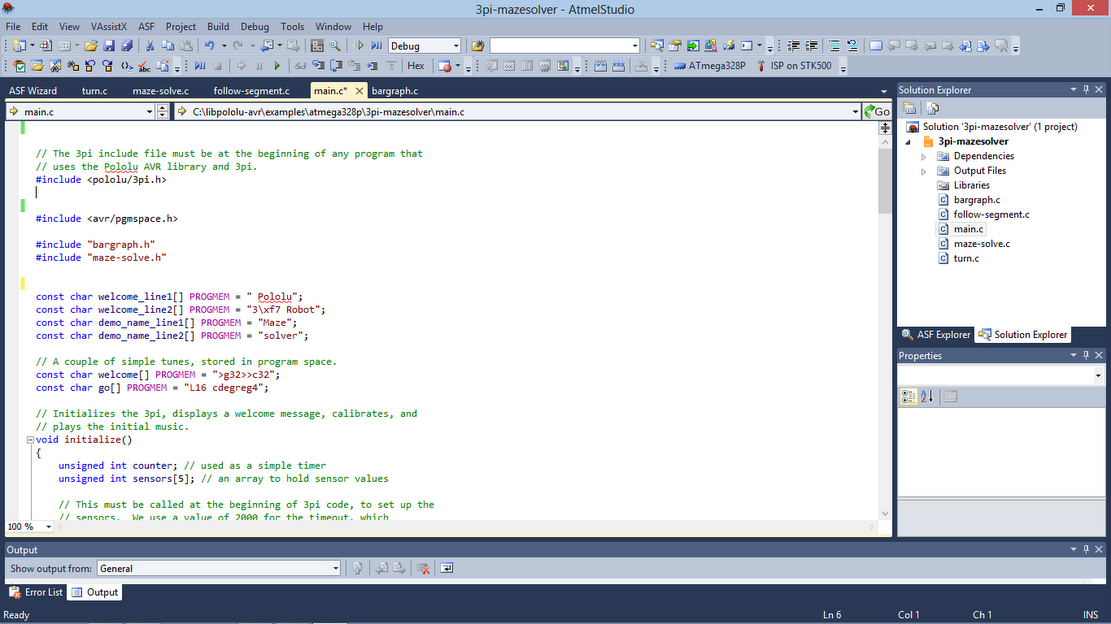 3pi-mazesolver - AtmelStudio
File Edit View VAssistX ASF Project Build Debug Tools Window Help
Debug
Hex ATmega328P ISP on STK500
ASF Wizard turn.c maze-solve.c follow-segment.c main.c* bargraph.c
main.c C:\libpololu-avr\examples\atmega328p\3pi-mazesolver\main.c Go
// The 3pi include file must be at the beginning of any program that
// uses the Pololu AVR library and 3pi.
#include <pololu/3pi.h>
#include <avr/pgmspace.h>
#include "bargraph.h"
#include "maze-solve.h"
const char welcome_line1[] PROGMEM = " Pololu";
const char welcome_line2[] PROGMEM = "3\xf7 Robot";
const char demo_name_line1[] PROGMEM = "Maze";
const char demo_name_line2[] PROGMEM = "solver";
// A couple of simple tunes, stored in program space.
const char welcome[] PROGMEM = ">g32>>c32";
const char go[] PROGMEM = "L16 cdegreg4";
// Initializes the 3pi, displays a welcome message, calibrates, and
// plays the initial music.
void initialize()
{
unsigned int counter; // used as a simple timer
unsigned int sensors[5]; // an array to hold sensor values
// This must be called at the beginning of 3pi code, to set up the
// sensors.  We use a value of 2000 for the timeout, which
100 %
Solution Explorer
Solution '3pi-mazesolver' (1 project)
3pi-mazesolver
Dependencies
Output Files
Libraries
bargraph.c
follow-segment.c
main.c
maze-solve.c
turn.c
ASF Explorer Solution Explorer
Properties
Output
Show output from: General
Error List Output
Ready Ln 6 Col 1 Ch 1 INS